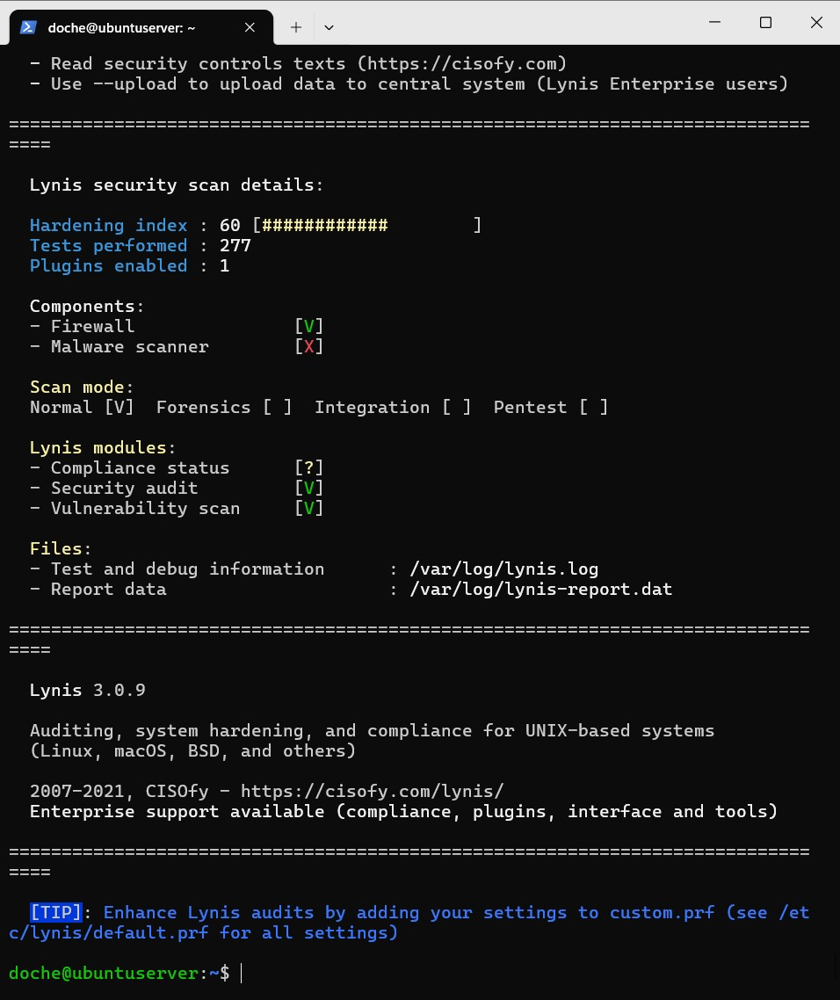 doche@ubuntuserver: ~
- Read security controls texts (https://cisofy.com)
- Use --upload to upload data to central system (Lynis Enterprise users)
============================================================================
====
Lynis security scan details:
Hardening index : 60 [############        ]
Tests performed : 277
Plugins enabled : 1
Components:
- Firewall               [V]
- Malware scanner        [X]
Scan mode:
Normal [V]  Forensics [ ]  Integration [ ]  Pentest [ ]
Lynis modules:
- Compliance status      [?]
- Security audit         [V]
- Vulnerability scan     [V]
Files:
- Test and debug information      : /var/log/lynis.log
- Report data                     : /var/log/lynis-report.dat
============================================================================
====
Lynis 3.0.9
Auditing, system hardening, and compliance for UNIX-based systems
(Linux, macOS, BSD, and others)
2007-2021, CISOfy - https://cisofy.com/lynis/
Enterprise support available (compliance, plugins, interface and tools)
============================================================================
====
[TIP]: Enhance Lynis audits by adding your settings to custom.prf (see /et
c/lynis/default.prf for all settings)
doche@ubuntuserver:~$